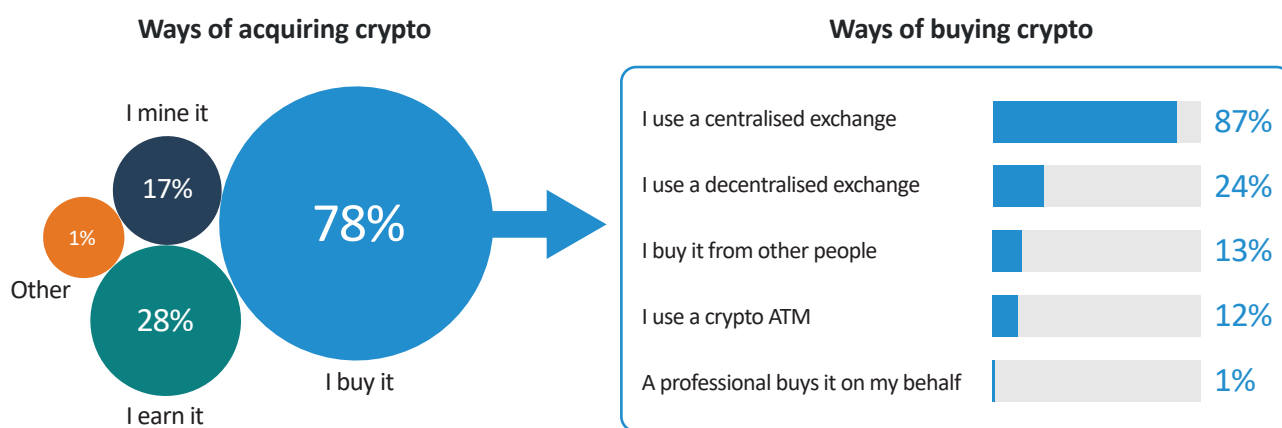 Ways of acquiring crypto
I mine it
17%
1%
Other
28%
I earn it
78%
I buy it
Ways of buying crypto
I use a centralised exchange 87%
I use a decentralised exchange 24%
I buy it from other people 13%
I use a crypto ATM 12%
A professional buys it on my behalf 1%